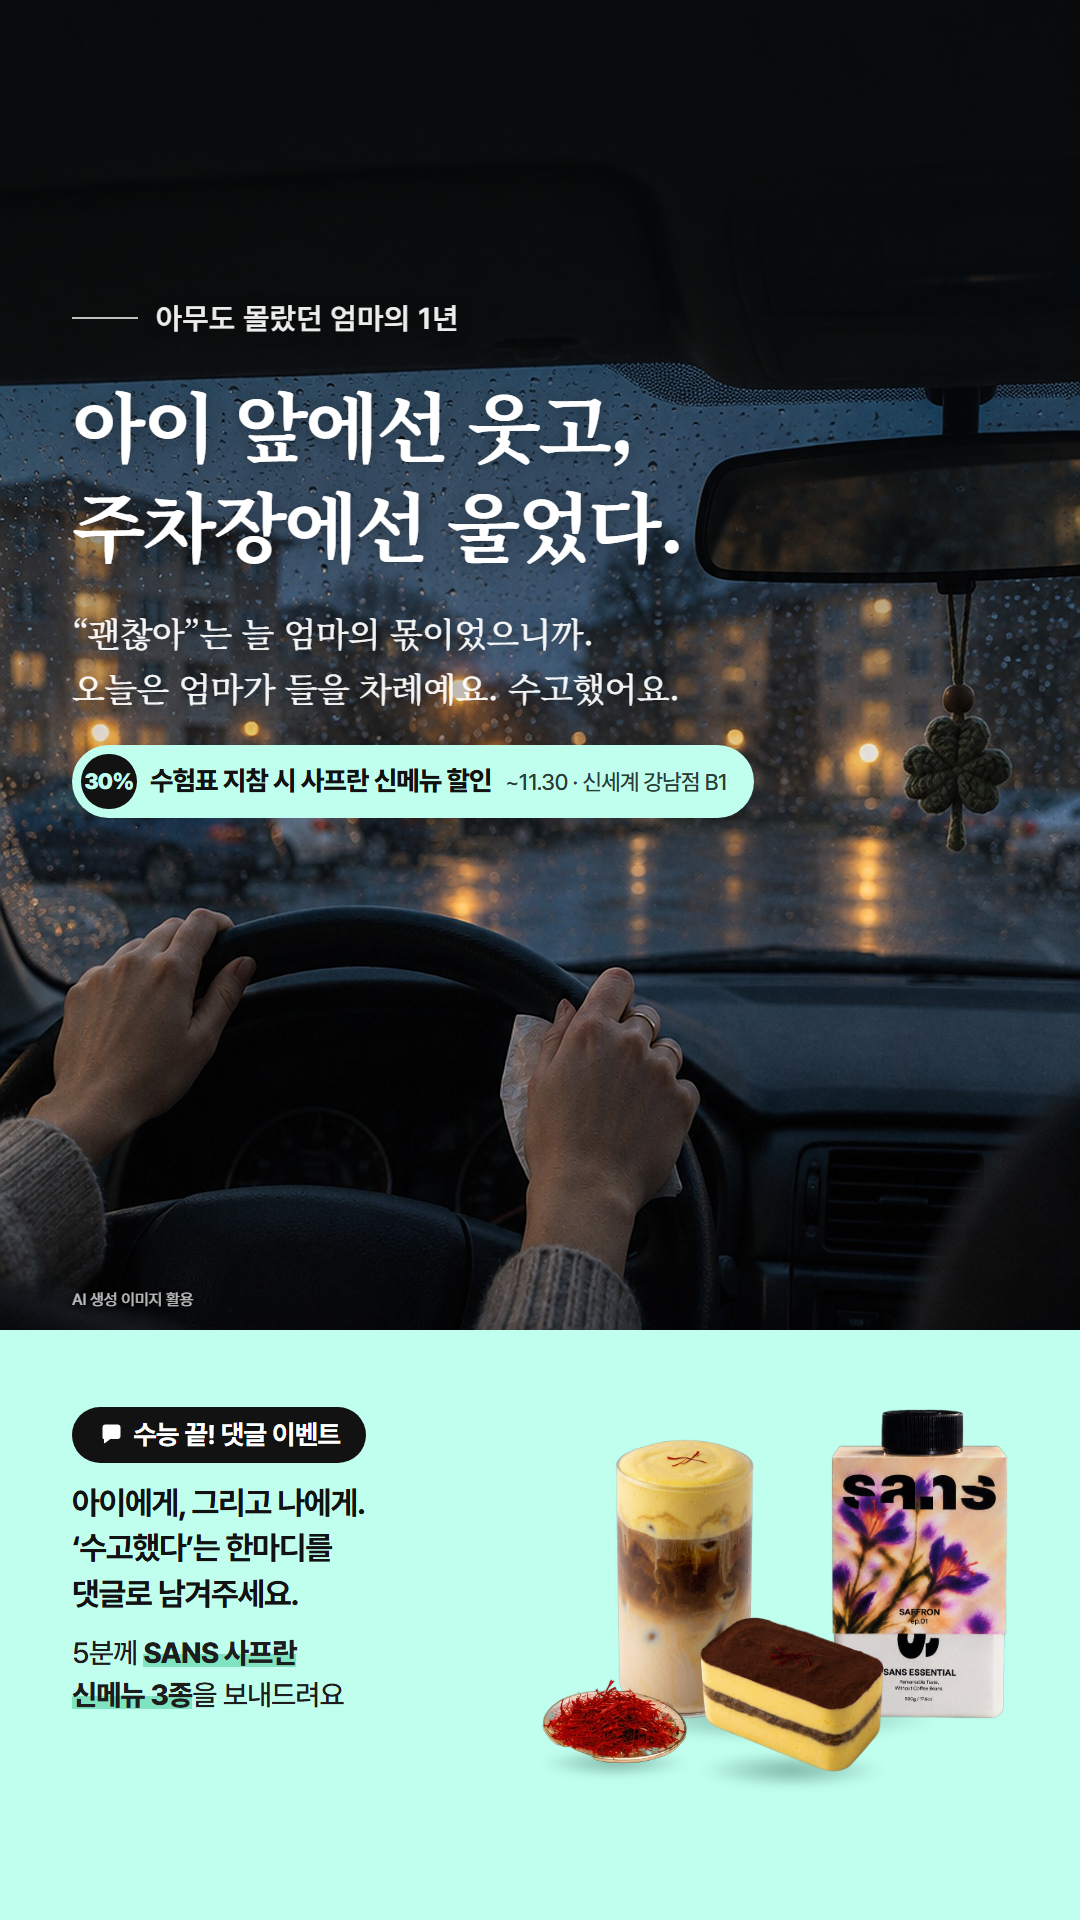 아무도 몰랐던 엄마의 1년
아이 앞에선 웃고,
주차장에선 울었다.
“괜찮아”는 늘 엄마의 몫이었으니까.
오늘은 엄마가 들을 차례예요. 수고했어요.
30% 수험표 지참 시 사프란 신메뉴 할인 ~11.30 · 신세계 강남점 B1
AI 생성 이미지 활용
수능 끝! 댓글 이벤트
아이에게, 그리고 나에게.
‘수고했다’는 한마디를
댓글로 남겨주세요.
5분께 SANS 사프란
신메뉴 3종을 보내드려요
sans
SAFFRON
ep.01
SANS ESSENTIAL
Remarkable Taste,
Without Coffee Beans